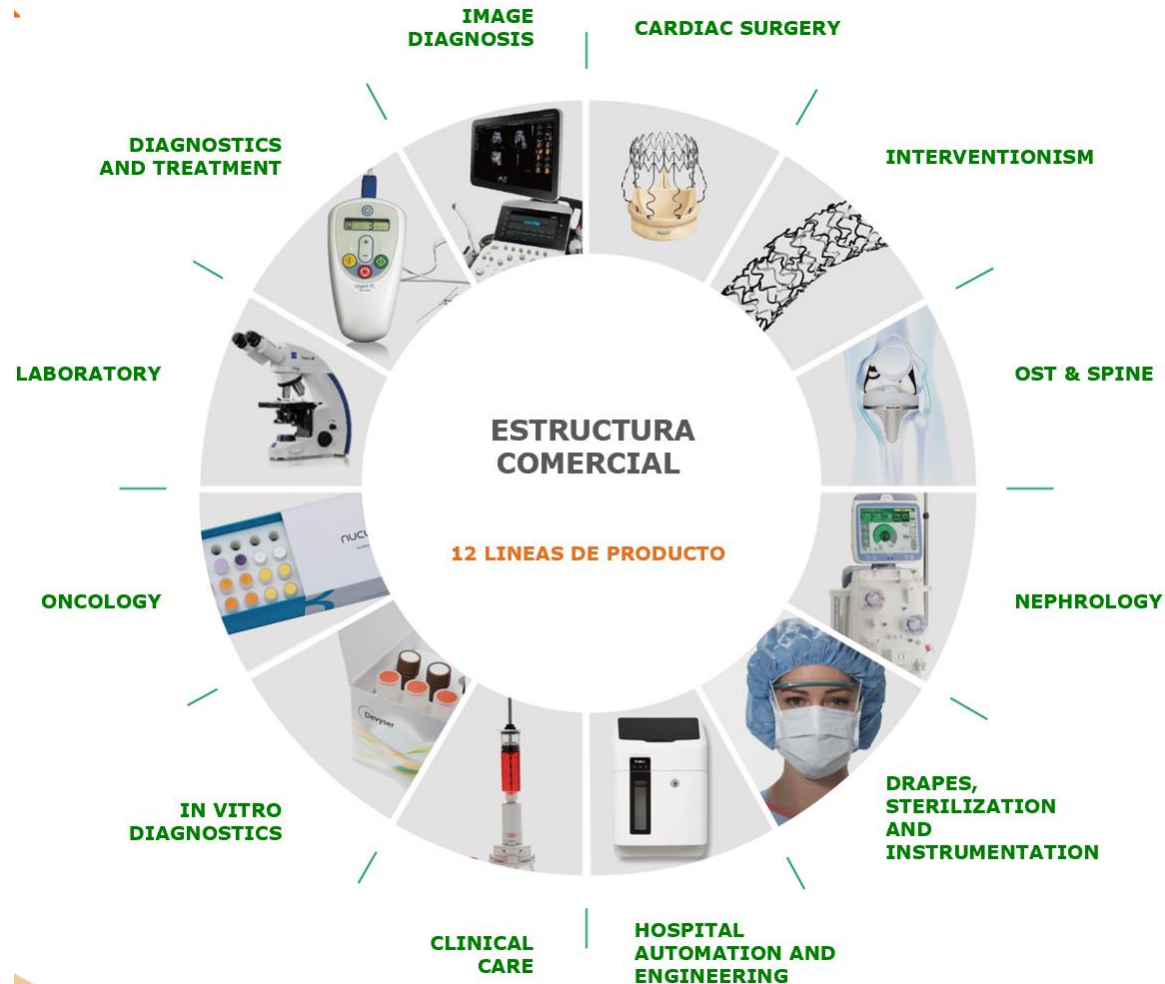 IMAGE
DIAGNOSIS
CARDIAC SURGERY
DIAGNOSTICS
AND TREATMENT
INTERVENTIONISM
LABORATORY
OST & SPINE
ESTRUCTURA
COMERCIAL
12 LINEAS DE PRODUCTO
ONCOLOGY
NEPHROLOGY
Devyser
IN VITRO
DIAGNOSTICS
DRAPES,
STERILIZATION
AND
INSTRUMENTATION
CLINICAL
CARE
HOSPITAL
AUTOMATION AND
ENGINEERING